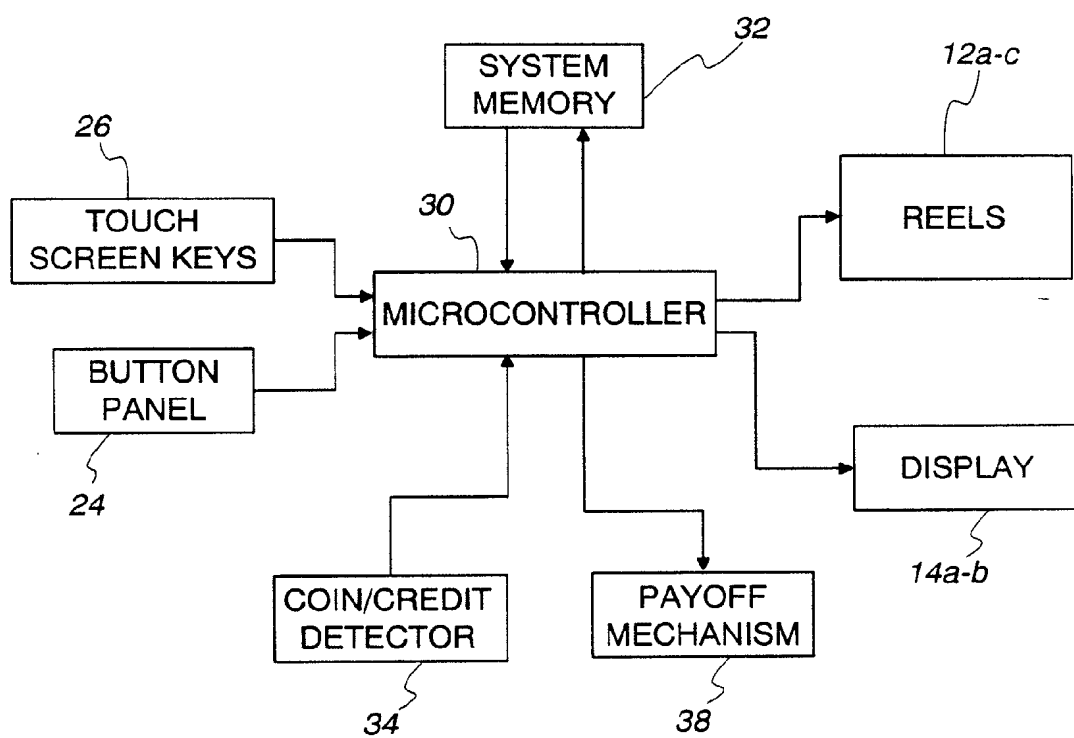 32
SYSTEM
MEMORY
12a-c
26
TOUCH
SCREEN KEYS
30
REELS
MICROCONTROLLER
BUTTON
PANEL
24
DISPLAY
14a-b
COIN/CREDIT
DETECTOR
34
PAYOFF
MECHANISM
38